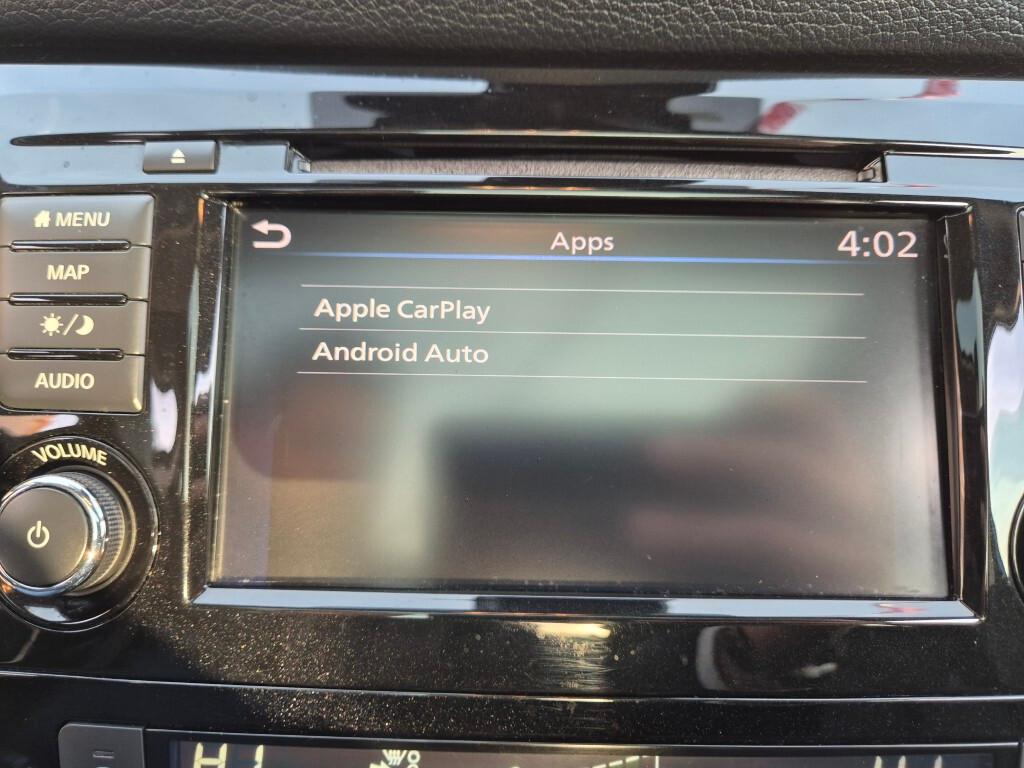 MENU
MAP
AUDIO
VOLUME
Apps
4:02
Apple CarPlay
Android Auto